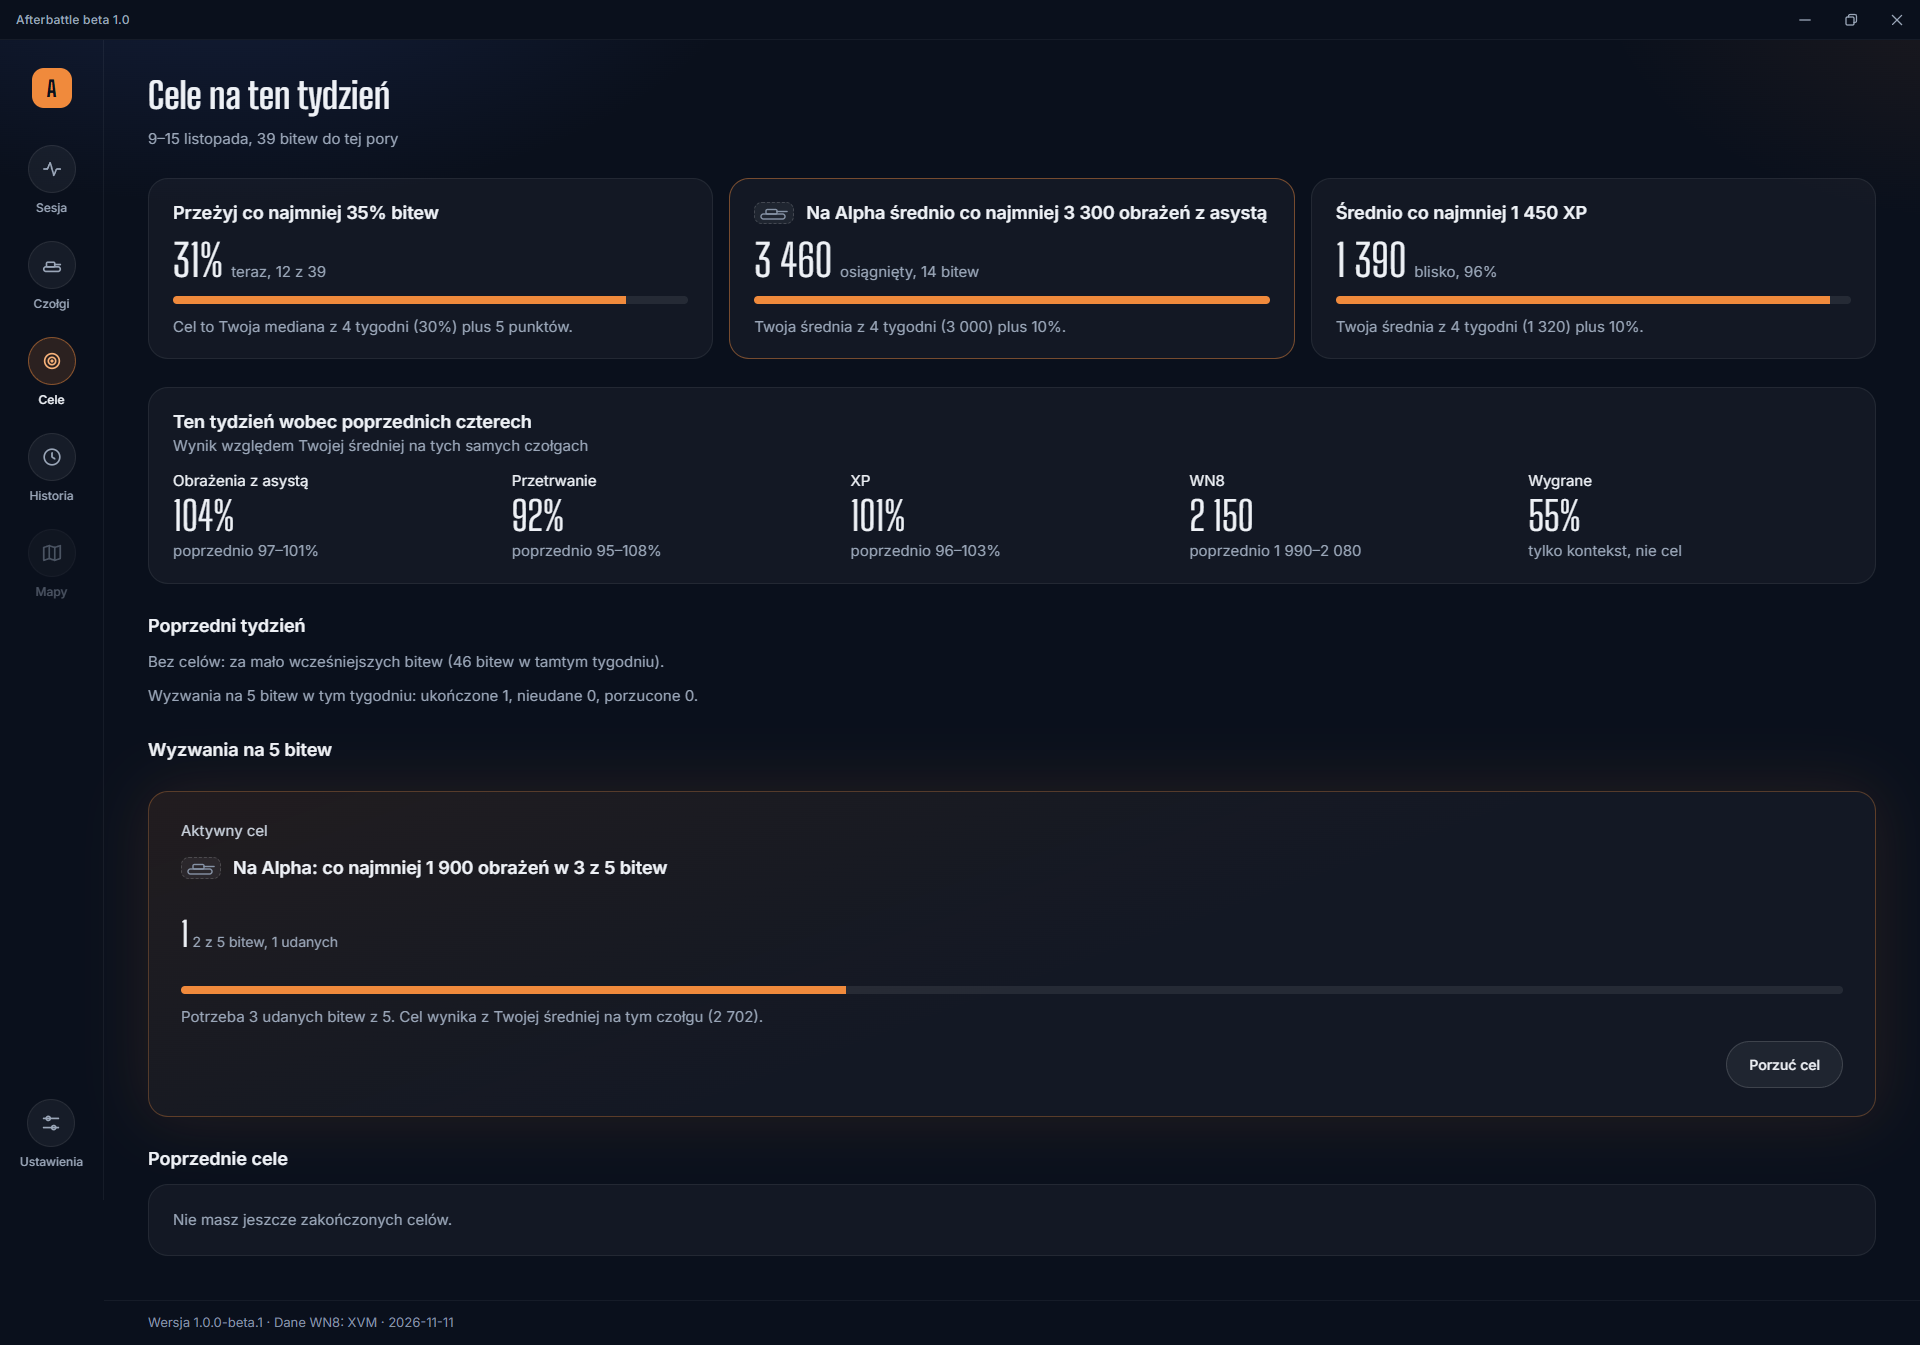 Afterbattle beta 1.0
A
Sesja
Czołgi
Cele
Historia
Mapy
Ustawienia
Cele na ten tydzień
9–15 listopada, 39 bitew do tej pory
Przeżyj co najmniej 35% bitew
31% teraz, 12 z 39
Cel to Twoja mediana z 4 tygodni (30%) plus 5 punktów.
Na Alpha średnio co najmniej 3 300 obrażeń z asystą
3 460 osiągnięty, 14 bitew
Twoja średnia z 4 tygodni (3 000) plus 10%.
Średnio co najmniej 1 450 XP
1 390 blisko, 96%
Twoja średnia z 4 tygodni (1 320) plus 10%.
Ten tydzień wobec poprzednich czterech
Wynik względem Twojej średniej na tych samych czołgach
Obrażenia z asystą
104%
poprzednio 97–101%
Przetrwanie
92%
poprzednio 95–108%
XP
101%
poprzednio 96–103%
WN8
2 150
poprzednio 1 990–2 080
Wygrane
55%
tylko kontekst, nie cel
Poprzedni tydzień
Bez celów: za mało wcześniejszych bitew (46 bitew w tamtym tygodniu).
Wyzwania na 5 bitew w tym tygodniu: ukończone 1, nieudane 0, porzucone 0.
Wyzwania na 5 bitew
Aktywny cel
Na Alpha: co najmniej 1 900 obrażeń w 3 z 5 bitew
1 2 z 5 bitew, 1 udanych
Potrzeba 3 udanych bitew z 5. Cel wynika z Twojej średniej na tym czołgu (2 702).
Porzuć cel
Poprzednie cele
Nie masz jeszcze zakończonych celów.
Wersja 1.0.0-beta.1 · Dane WN8: XVM · 2026-11-11